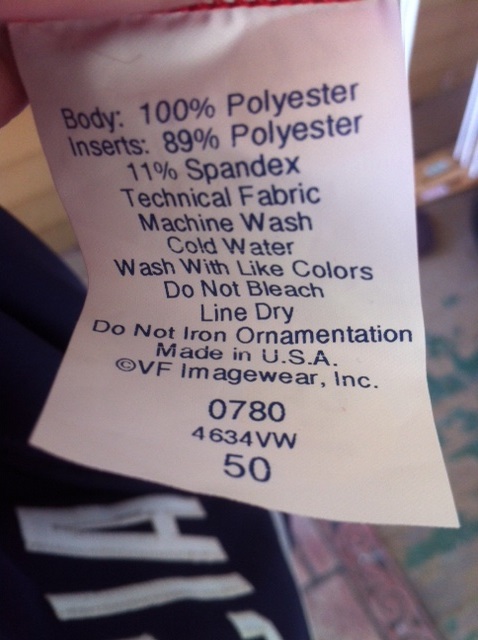 Body: 100% Polyester
Inserts: 89% Polyester
11% Spandex
Technical Fabric
Machine Wash
Cold Water
Wash With Like Colors
Do Not Bleach
Line Dry
Do Not Iron Ornamentation
Made in U.S.A.
©VF Imagewear, Inc.
0780
4634VW
50